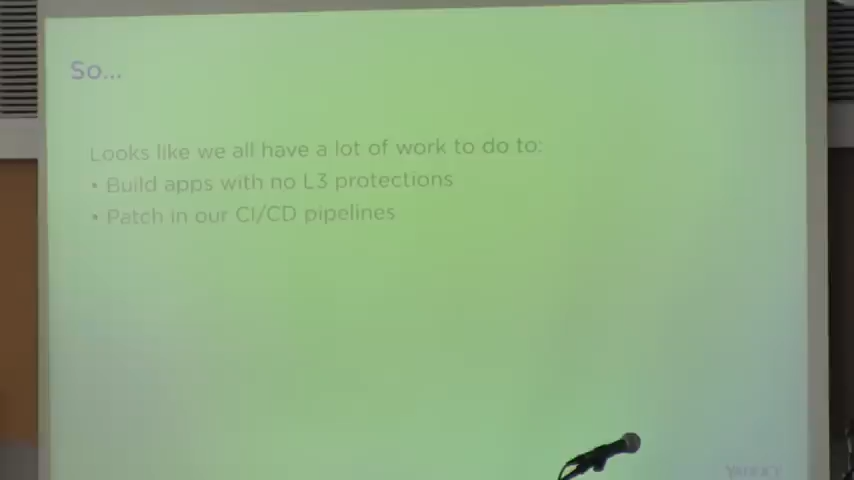 So...
Looks like we all have a lot of work to do to:
• Build apps with no L3 protections
• Patch in our CI/CD pipelines
YAHOO!